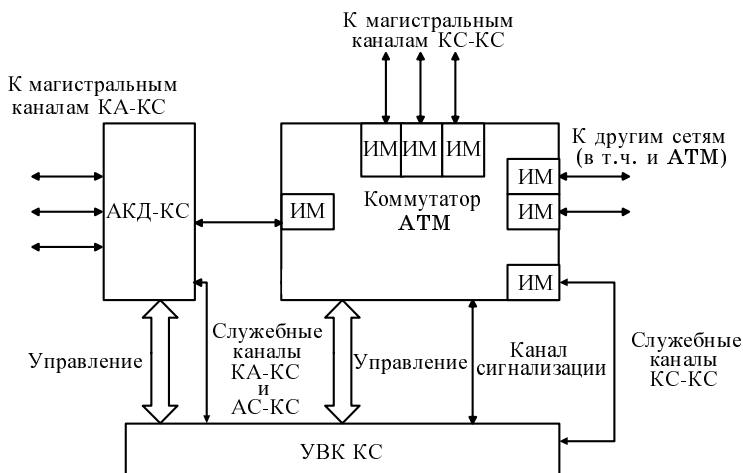 К магистральным
каналам КС-КС
К магистральным
каналам КА-КС
К другим сетям
(в т.ч. и АТМ)
ИМ
ИМ
ИМ
ИМ
ИМ
АКД-КС
ИМ
Коммутатор
АТМ
ИМ
Управление
Служебные
каналы
КА-КС
и
АС-КС
Управление
Канал
сигнализации
Служебные
каналы
КС-КС
УВК КС